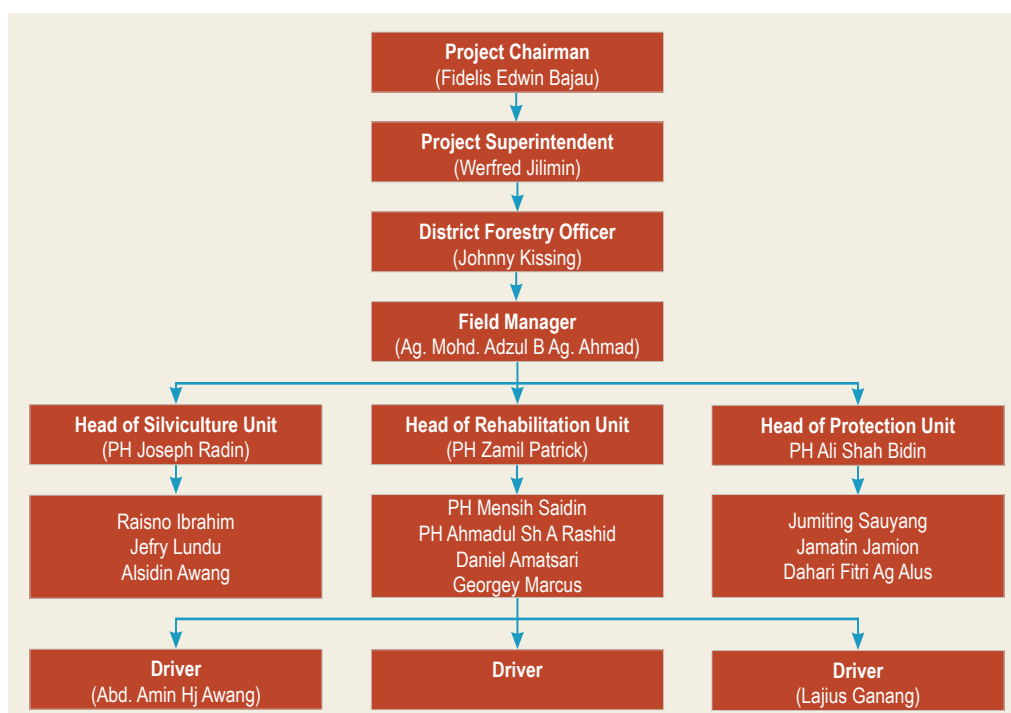 Project Chairman
(Fidelis Edwin Bajau)
Project Superintendent
(Werfred Jilimin)
District Forestry Officer
(Johnny Kissing)
Field Manager
(Ag. Mohd. Adzul B Ag. Ahmad)
Head of Silviculture Unit
(PH Joseph Radin)
Head of Rehabilitation Unit
(PH Zamil Patrick)
Head of Protection Unit
PH Ali Shah Bidin
Raisno Ibrahim
Jefry Lundu
Alsidin Awang
PH Mensih Saidin
PH Ahmadul Sh A Rashid
Daniel Amatsari
Georgey Marcus
Jumiting Sauyang
Jamatin Jamion
Dahari Fitri Ag Alus
Driver
(Abd. Amin Hj Awang)
Driver
Driver
(Lajius Ganang)